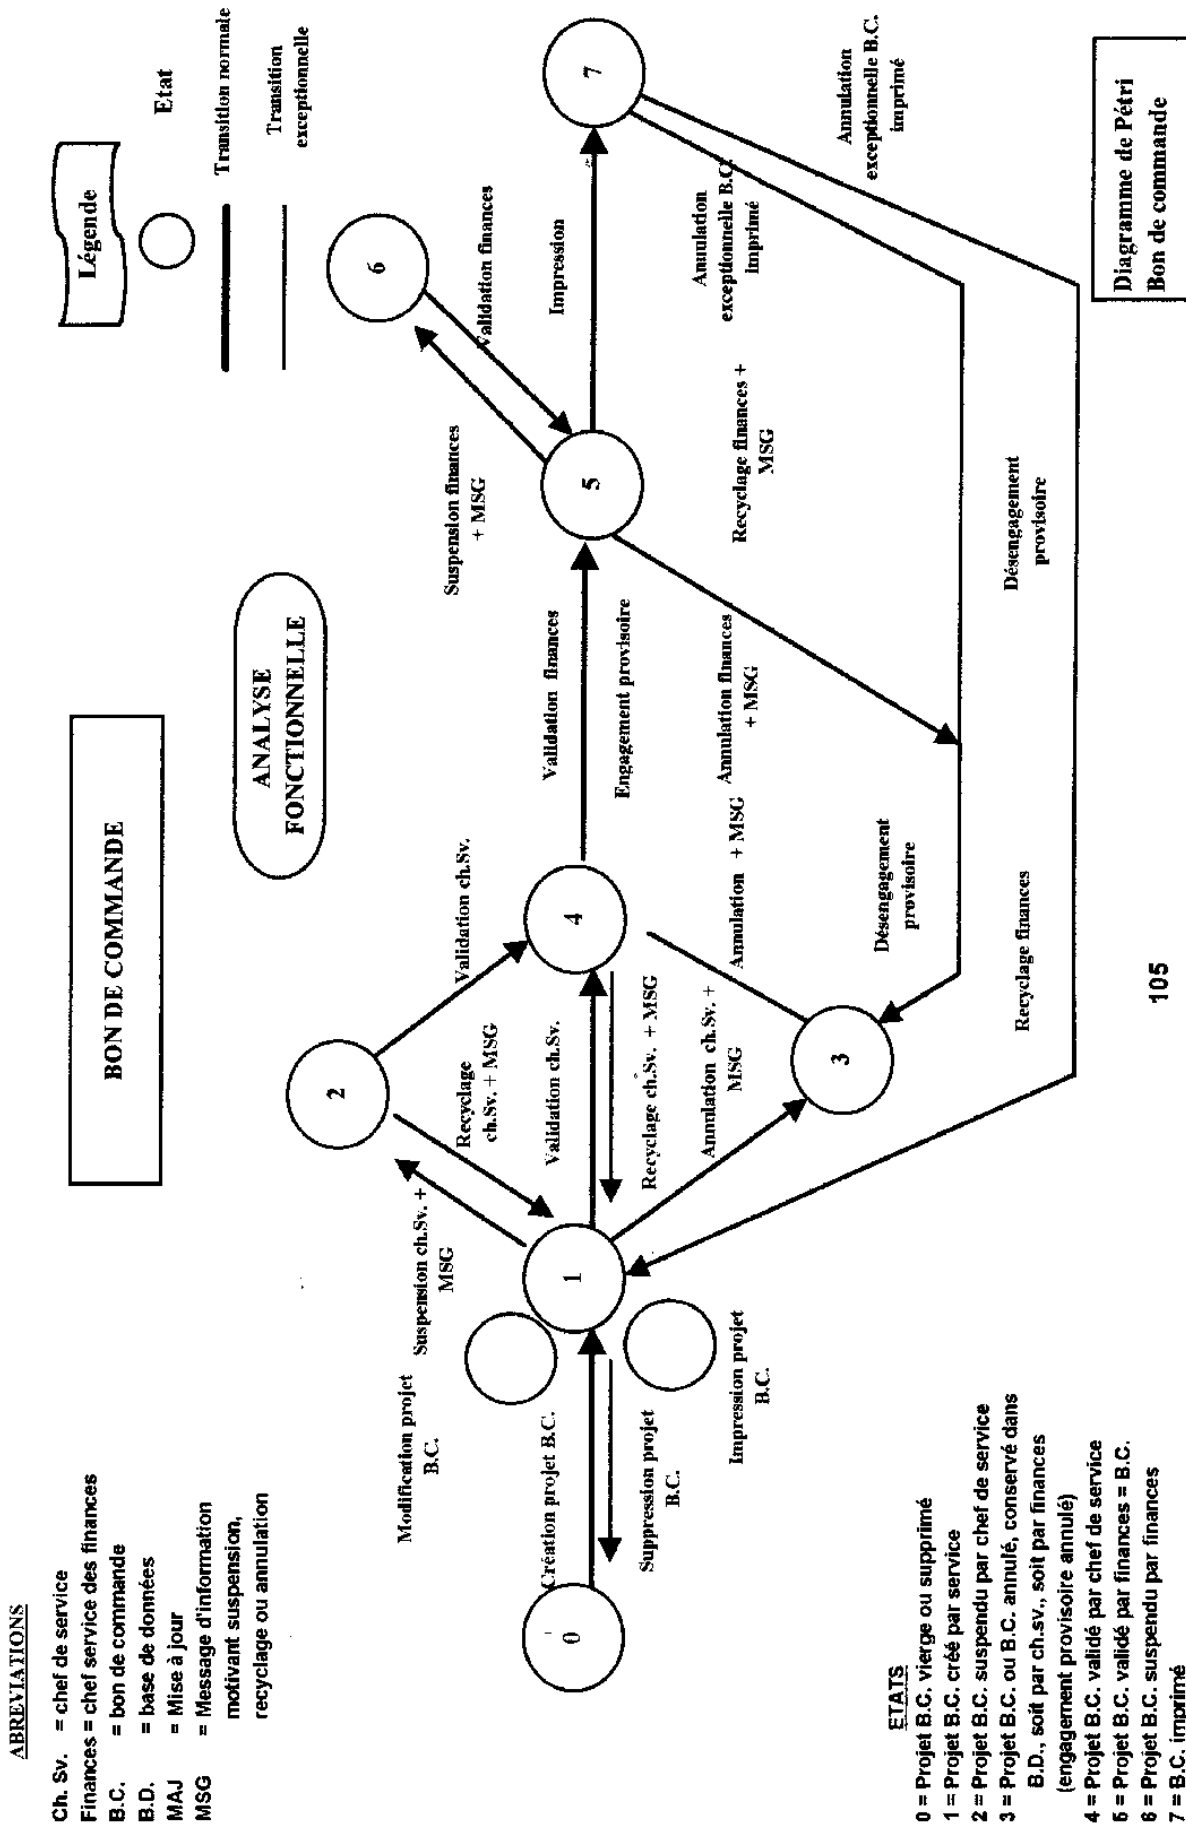 ABREVIATIONS
Ch. Sv. = chef de service
Finances = chef service des finances
B.C. = bon de commande
B.D. = base de données
MAJ = Mise à jour
MSG = Message d'information
motivant suspension,
recyclage ou annulation
BON DE COMMANDE
ANALYSE
FONCTIONNELLE
Légende
Etat
Transition normale
Transition
exceptionnelle
Modification projet
B.C.
Suspension ch.Sv. +
MSG
Recyclage
ch.Sv. + MSG
Validation ch.Sv.
Suspension finances
+ MSG
Validation finances
2
6
Création projet B.C.
Validation ch.Sv.
Validation finances
Impression
0
1
4
5
7
Suppression projet
B.C.
Impression projet
B.C.
Recyclage ch.Sv. + MSG
Annulation ch.Sv. +
MSG
Engagement provisoire
Annulation + MSG
Annulation finances
+ MSG
Recyclage finances +
MSG
Annulation
exceptionnelle B.C.
imprimé
Annulation
exceptionnelle B.C.
imprimé
3
Désengagement
provisoire
Désengagement
provisoire
Recyclage finances
ETATS
0 = Projet B.C. vierge ou supprimé
1 = Projet B.C. créé par service
2 = Projet B.C. suspendu par chef de service
3 = Projet B.C. ou B.C. annulé, conservé dans
B.D., soit par ch.sv., soit par finances
(engagement provisoire annulé)
4 = Projet B.C. validé par chef de service
5 = Projet B.C. validé par finances = B.C.
6 = Projet B.C. suspendu par finances
7 = B.C. imprimé
Diagramme de Pétri
Bon de commande
105